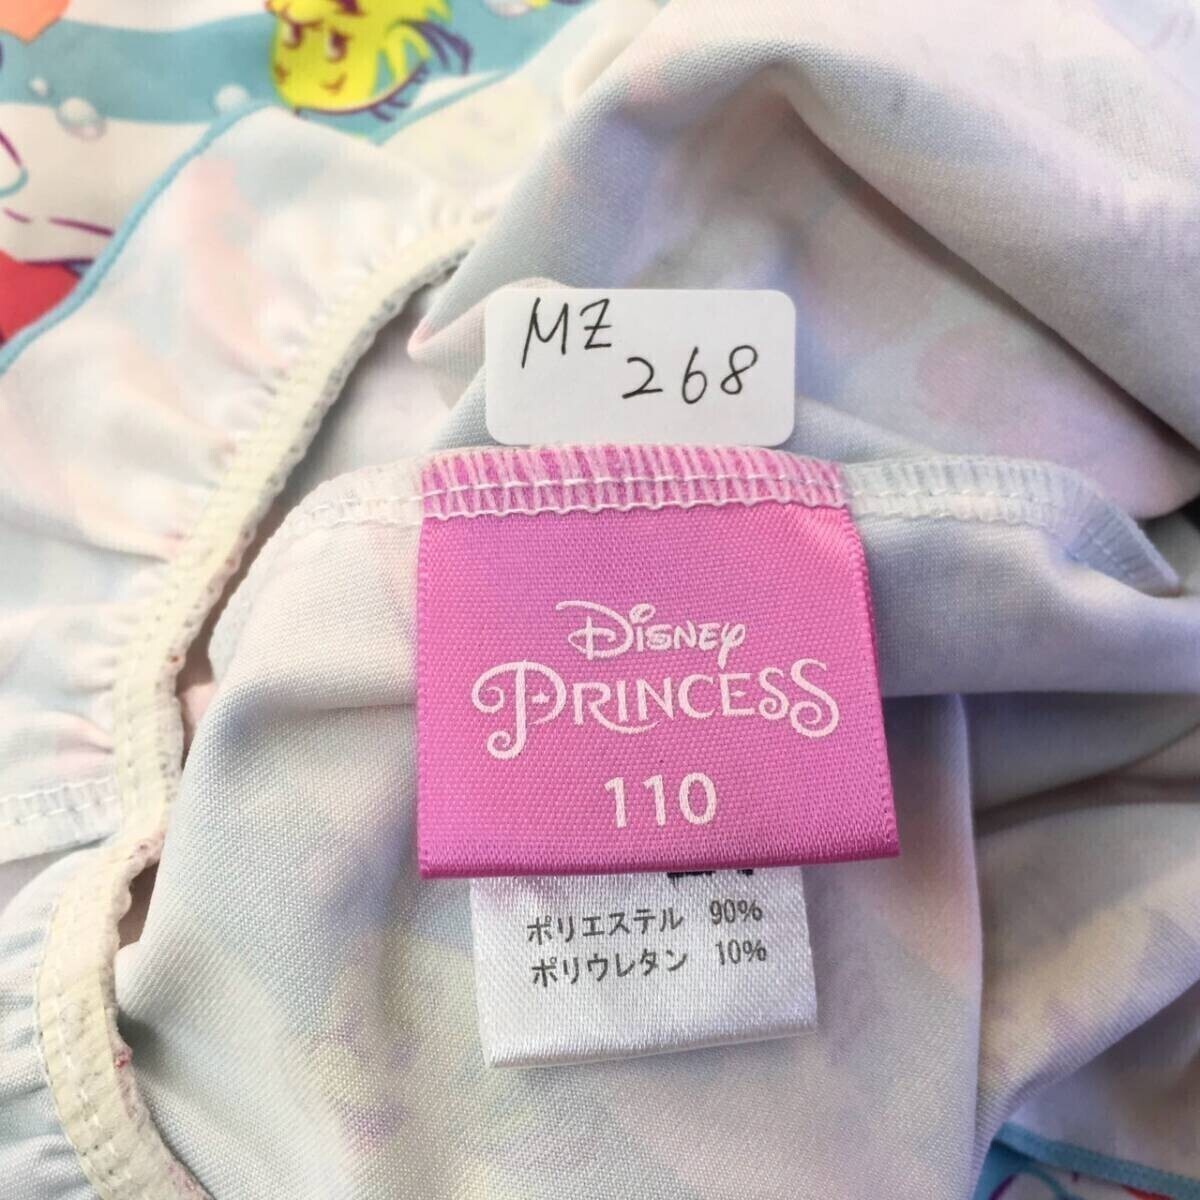 MZ
268
Disney
PRINCESS
110
ポリエステル 90%
ポリウレタン 10%